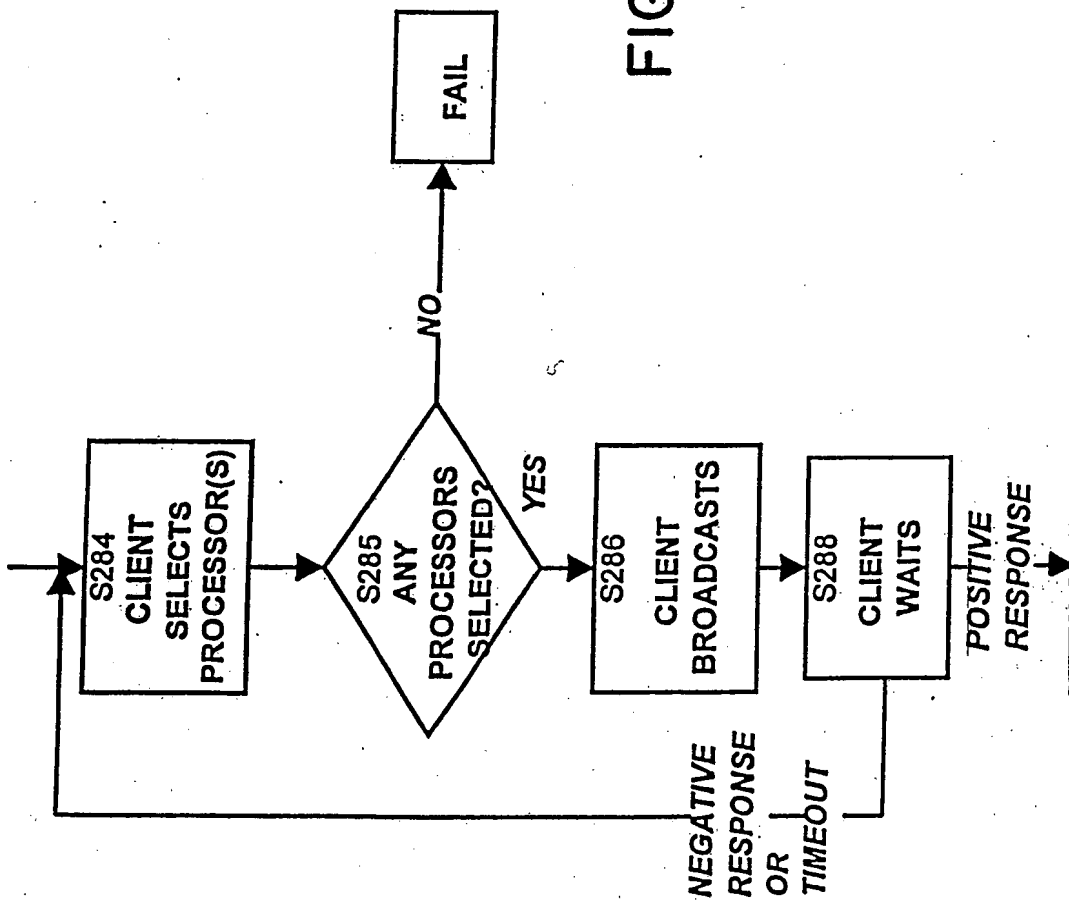 S284
CLIENT
SELECTS
PROCESSOR(S)
S285
ANY
PROCESSORS
SELECTED?
NO
FAIL
YES
S286
CLIENT
BROADCASTS
S288
CLIENT
WAITS
NEGATIVE
RESPONSE
OR
TIMEOUT
POSITIVE
RESPONSE
FIG